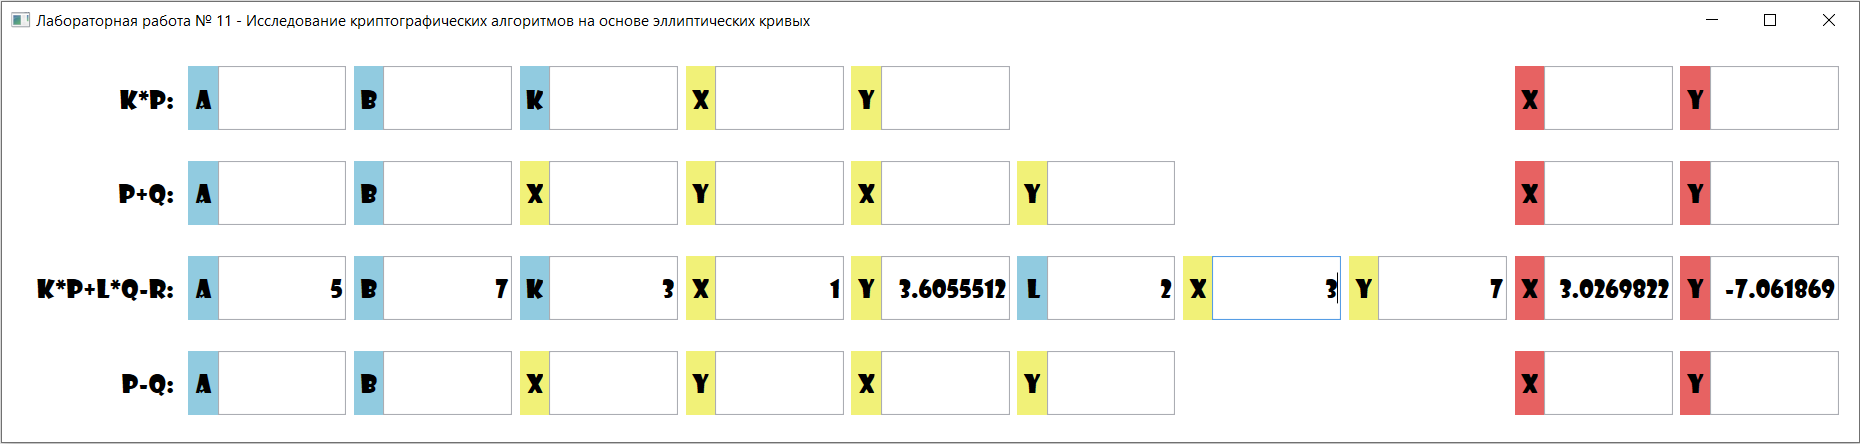 Лабораторная работа № 11 - Исследование криптографических алгоритмов на основе эллиптических кривых
K*P: A B K X Y X Y
P+Q: A B X Y X Y X Y
K*P+L*Q-R: A 5 B 7 K 3 X 1 Y 3.6055512 L 2 X 3 Y 7 X 3.0269822 Y -7.061869
P-Q: A B X Y X Y X Y